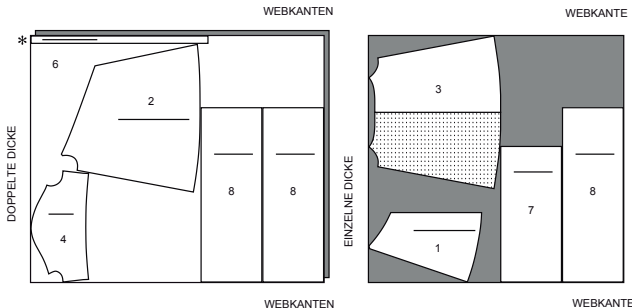 WEBKANTEN
WEBKANTE
*
6
2
3
DOPPELTE DICKE
EINZELNE DICKE
8
8
8
7
4
1
WEBKANTEN
WEBKANTE